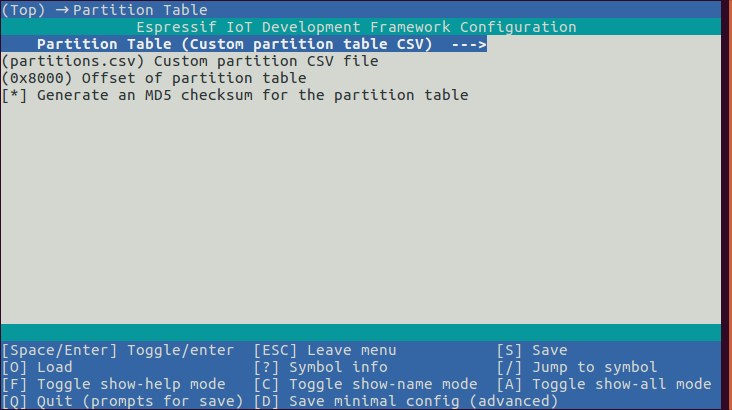 (Top) → Partition Table
Espressif IoT Development Framework Configuration
Partition Table (Custom partition table CSV)  --->
(partitions.csv) Custom partition CSV file
(0x8000) Offset of partition table
[*] Generate an MD5 checksum for the partition table
[Space/Enter] Toggle/enter  [ESC] Leave menu  [S] Save
[O] Load  [?] Symbol info  [/] Jump to symbol
[F] Toggle show-help mode  [C] Toggle show-name mode  [A] Toggle show-all mode
[Q] Quit (prompts for save)  [D] Save minimal config (advanced)